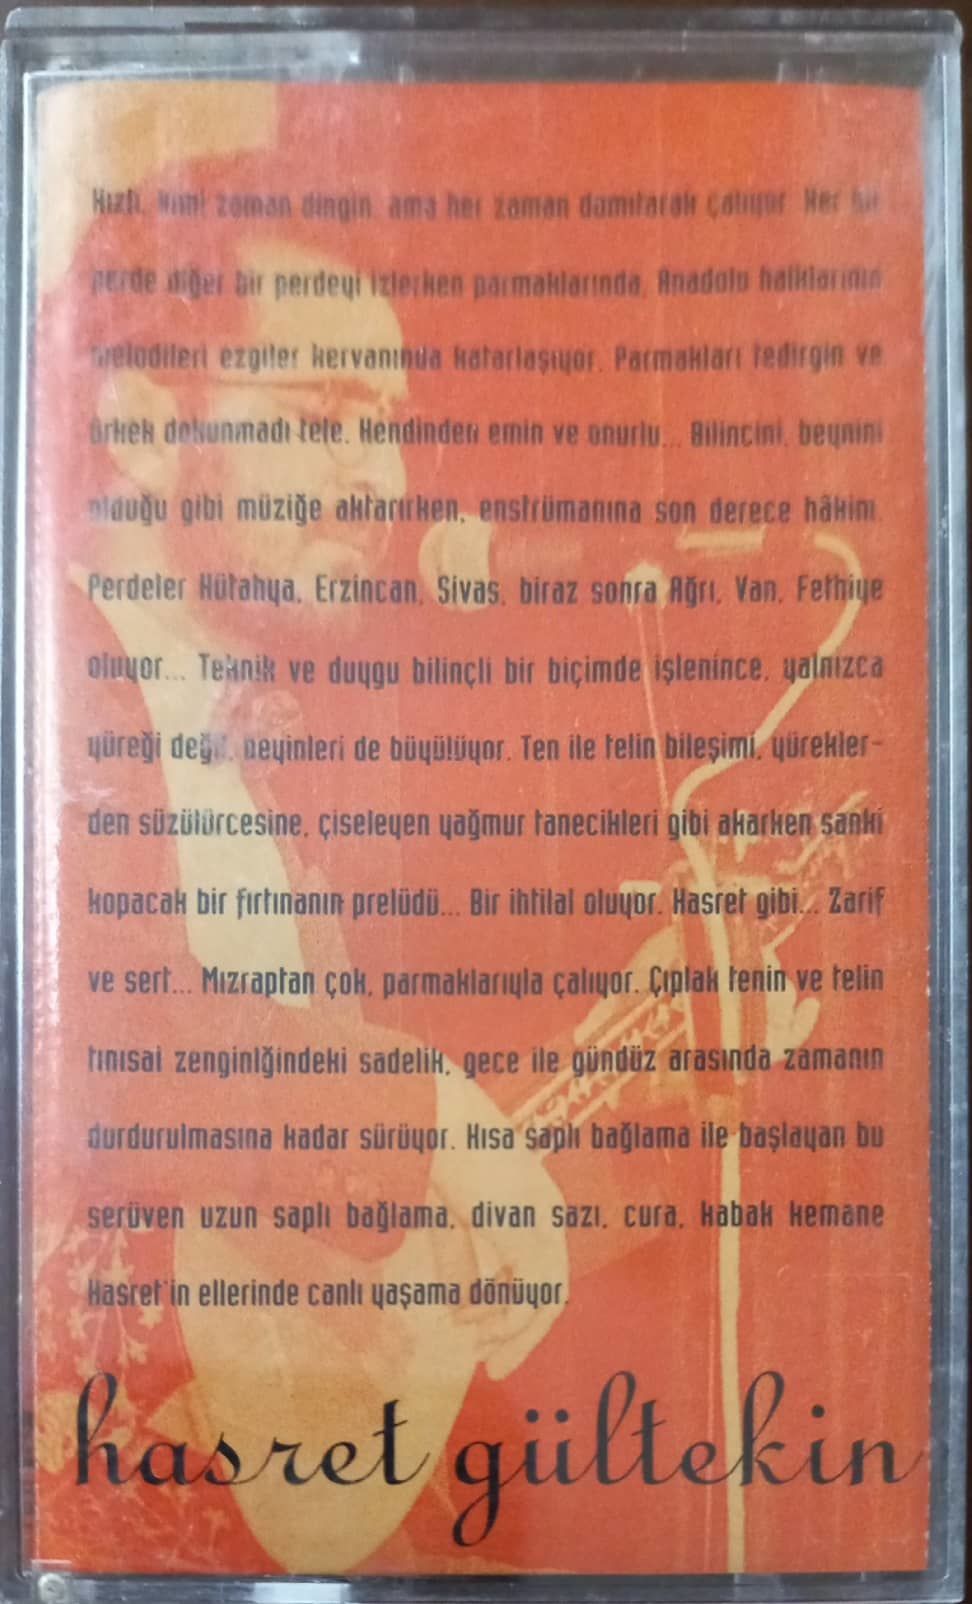 Hızlı, kimi zaman dingin, ama her zaman damıtarak çalıyor. Her bir
perde diğer bir perdeyi izlerken parmaklarında, Anadolu halklarının
melodileri ezgiler kervanında katarlaşıyor. Parmakları tedirgin ve
ürkek dokunmadı tele. Kendinden emin ve onurlu... Bilincini, beynini
olduğu gibi müziğe aktarırken, enstrümanına son derece hâkim.
Perdeler Kütahya, Erzincan, Sivas, biraz sonra Ağrı, Van, Fethiye
oluyor... Teknik ve duygu bilinçli bir biçimde işlenince, yalnızca
yüreği değil, beyinleri de büyülüyor. Ten ile telin bileşimi, yürekler-
den süzülürcesine, çiseleyen yağmur tanecikleri gibi akarken sanki
kopacak bir fırtınanın prelüdü... Bir ihtilal oluyor. Hasret gibi... Zarif
ve sert... Mızraptan çok, parmaklarıyla çalıyor. Çıplak tenin ve telin
tınısal zenginlğindeki sadelik, gece ile gündüz arasında zamanın
durdurulmasına kadar sürüyor. Kısa saplı bağlama ile başlayan bu
serüven uzun saplı bağlama, divan sazı, cura, kabak kemane
Hasret'in ellerinde canlı yaşama dönüyor.
hasret gültekin